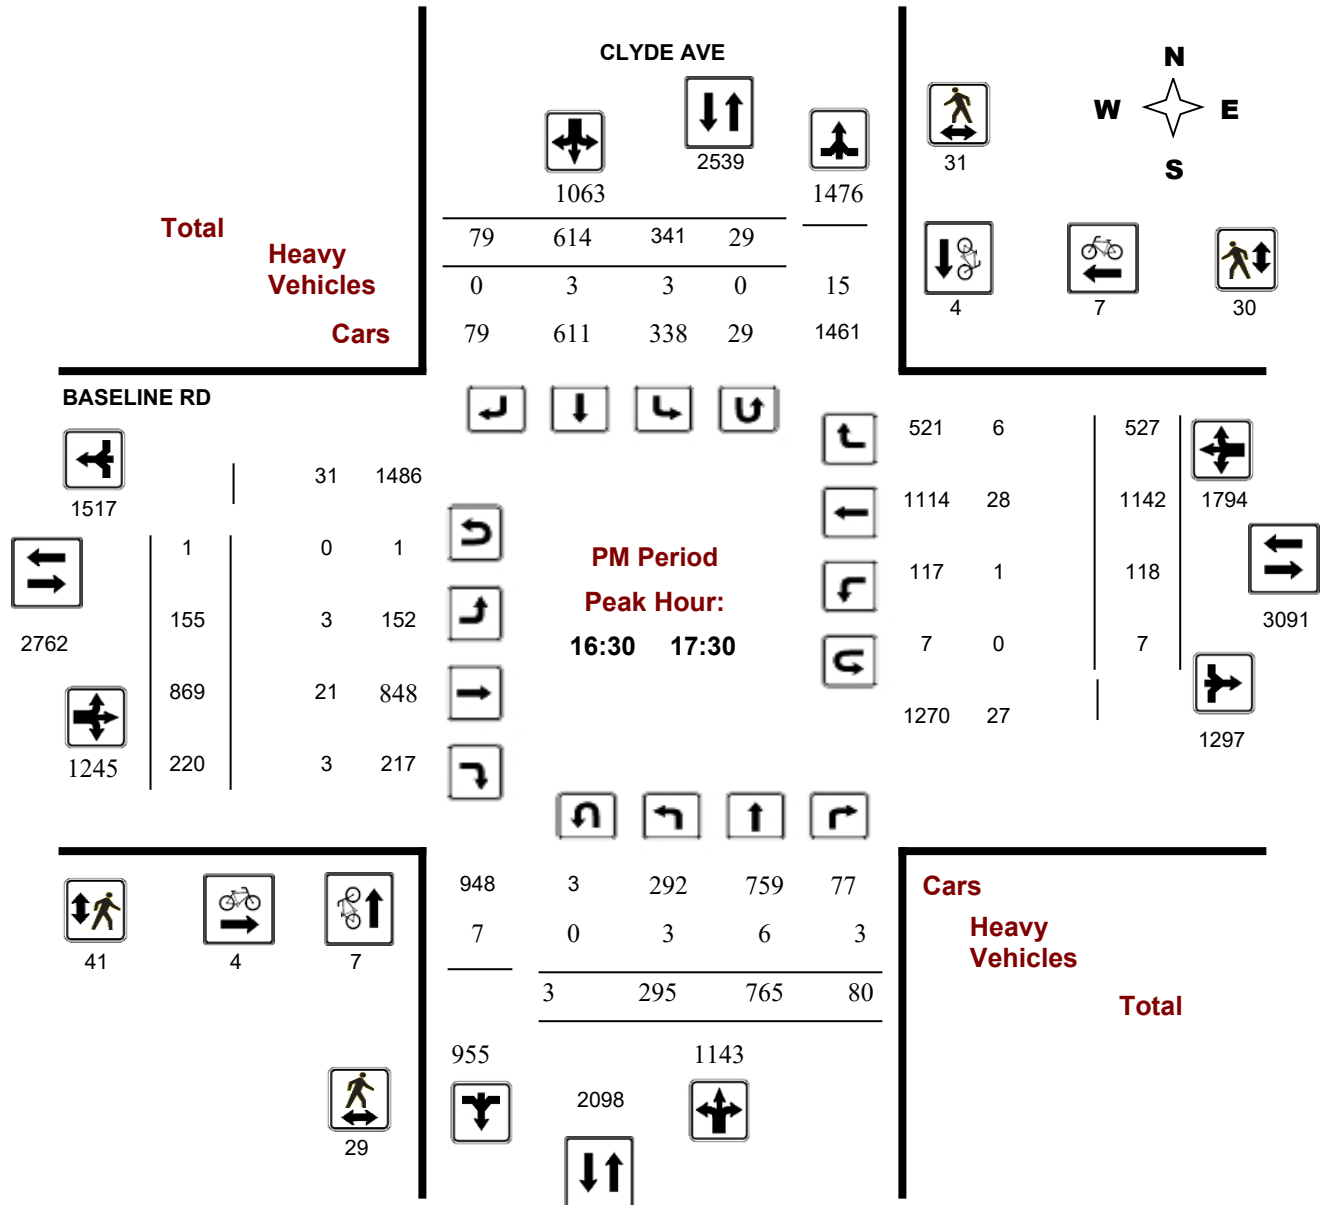 CLYDE AVE
N
W E
S
2539
31
1063
1476
Total
79 614 341 29
Heavy
Vehicles
0 3 3 0 15
4 7 30
Cars
79 611 338 29 1461
BASELINE RD
521 6 527
31 1486
1517
1114 28 1142 1794
1 0 1
PM Period
117 1 118
Peak Hour:
155 3 152
3091
2762
16:30 17:30
7 0 7
869 21 848
1270 27
1297
1245 220 3 217
948 3 292 759 77
Cars
7 0 3 6 3
Heavy
Vehicles
41 4 7
3 295 765 80
Total
955 1143
2098
29